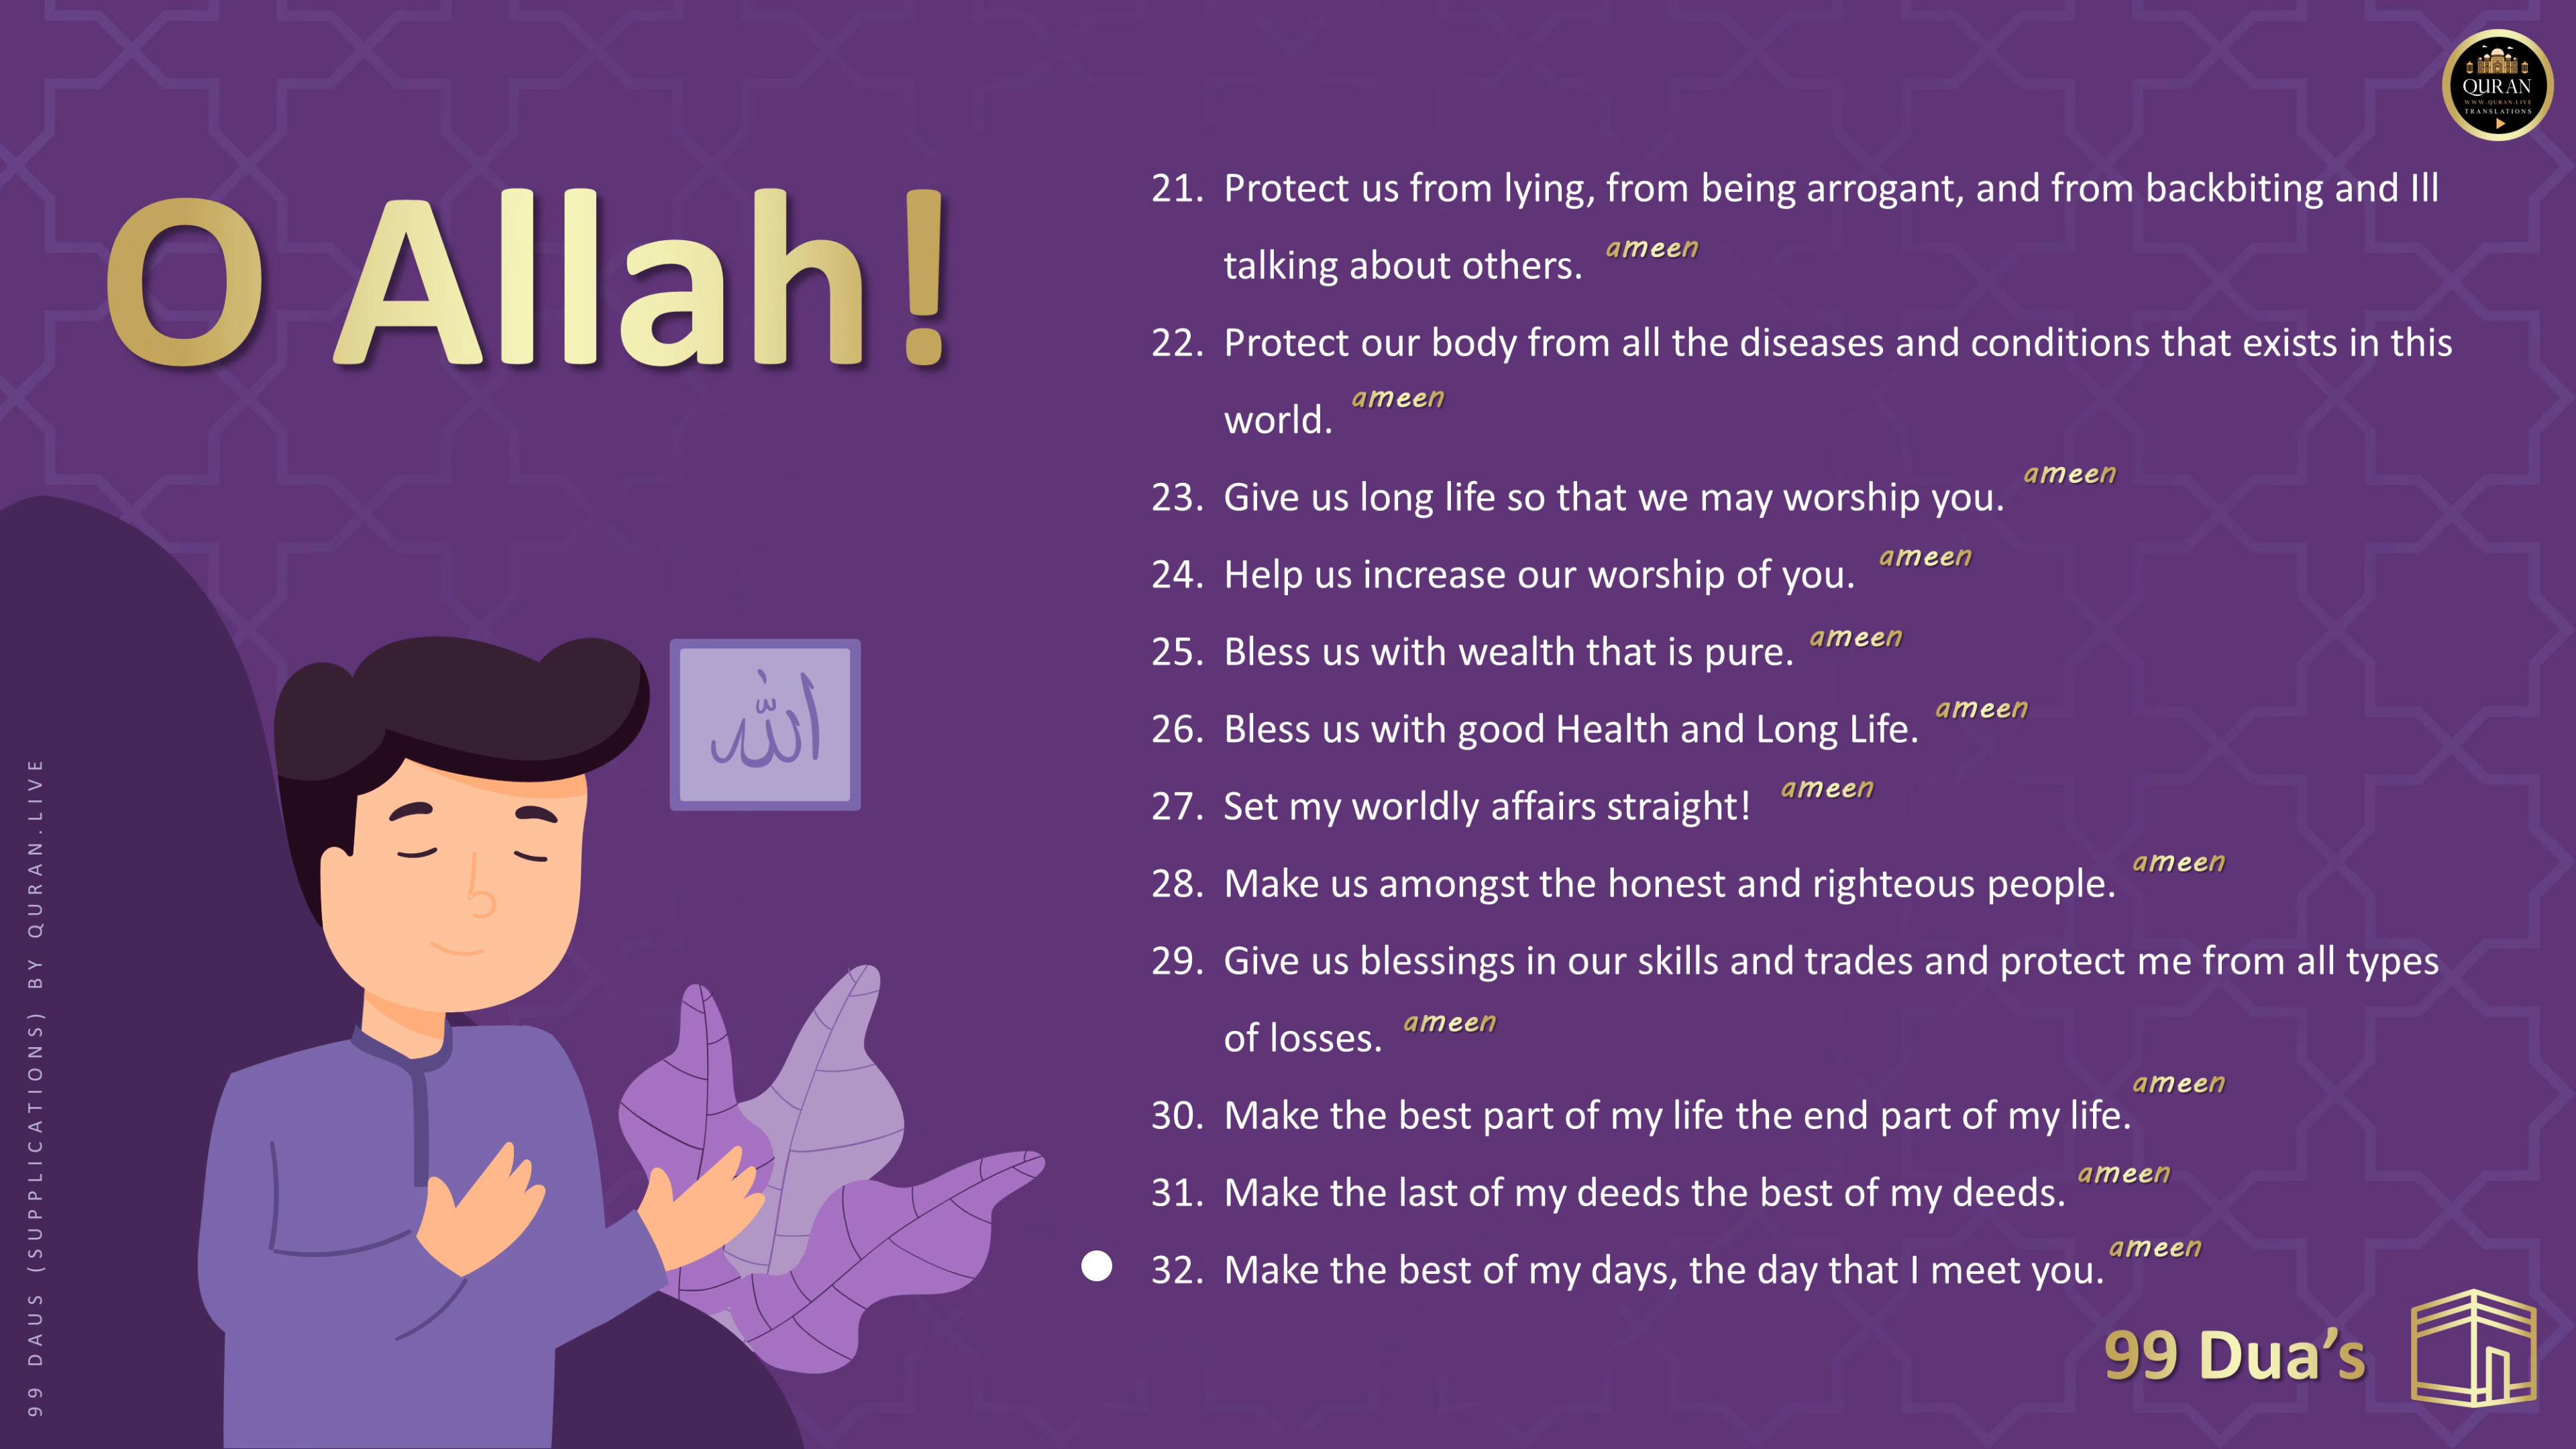 QURAN
WWW.QURAN.LIVE
TRANSLATIONS
O Allah!
الله
99 DAUS (SUPPLICATIONS) BY QURAN.LIVE
21. Protect us from lying, from being arrogant, and from backbiting and Ill
talking about others. ameen
22. Protect our body from all the diseases and conditions that exists in this
world. ameen
23. Give us long life so that we may worship you. ameen
24. Help us increase our worship of you. ameen
25. Bless us with wealth that is pure. ameen
26. Bless us with good Health and Long Life. ameen
27. Set my worldly affairs straight! ameen
28. Make us amongst the honest and righteous people. ameen
29. Give us blessings in our skills and trades and protect me from all types
of losses. ameen
30. Make the best part of my life the end part of my life. ameen
31. Make the last of my deeds the best of my deeds. ameen
32. Make the best of my days, the day that I meet you. ameen
99 Dua’s